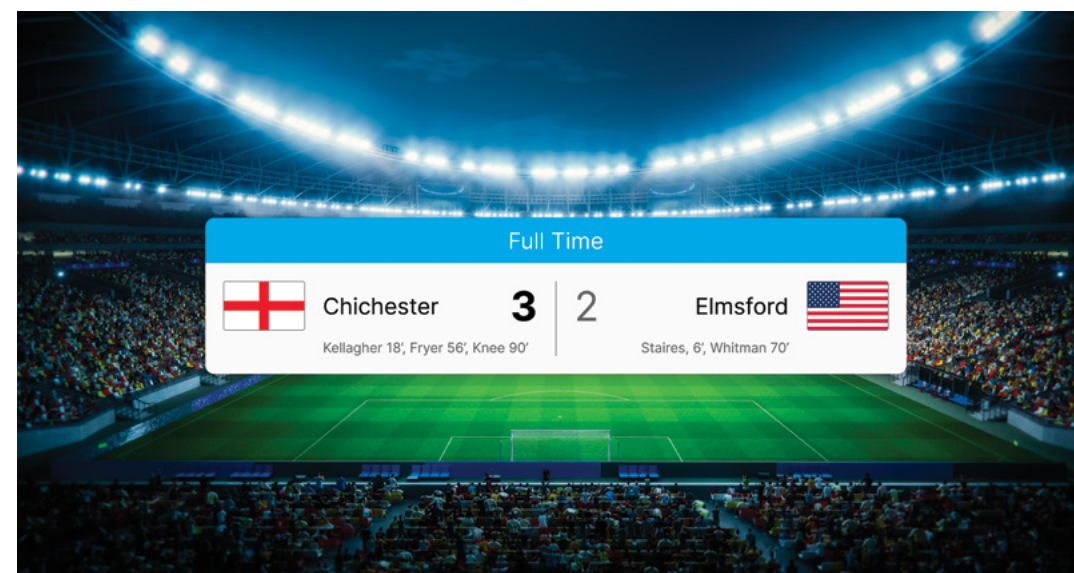 Full Time
Chichester 3 2 Elmsford
Kellagher 18', Fryer 56', Knee 90' Staires, 6', Whitman 70'